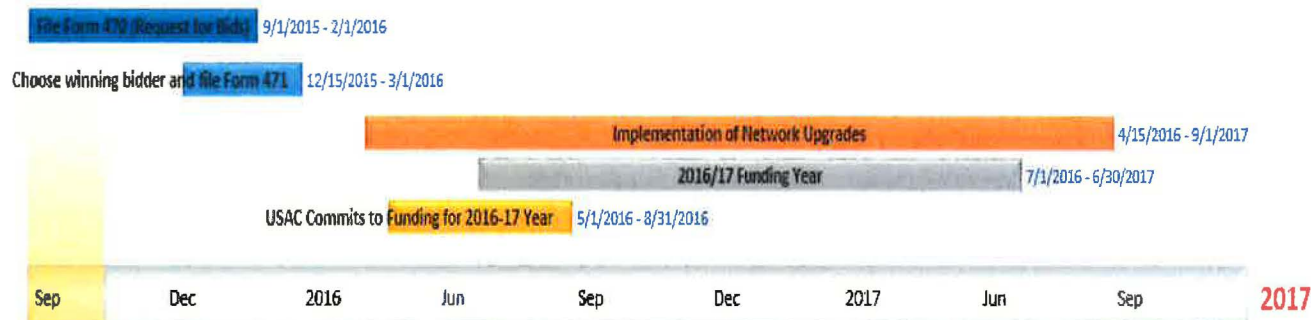 File Form 470 (Request for Bids) 9/1/2015 - 2/1/2016
Choose winning bidder and file Form 471 12/15/2015 - 3/1/2016
Implementation of Network Upgrades 4/15/2016 - 9/1/2017
2016/17 Funding Year 7/1/2016 - 6/30/2017
USAC Commits to Funding for 2016-17 Year 5/1/2016 - 8/31/2016
Sep Dec 2016 Jun Sep Dec 2017 Jun Sep 2017